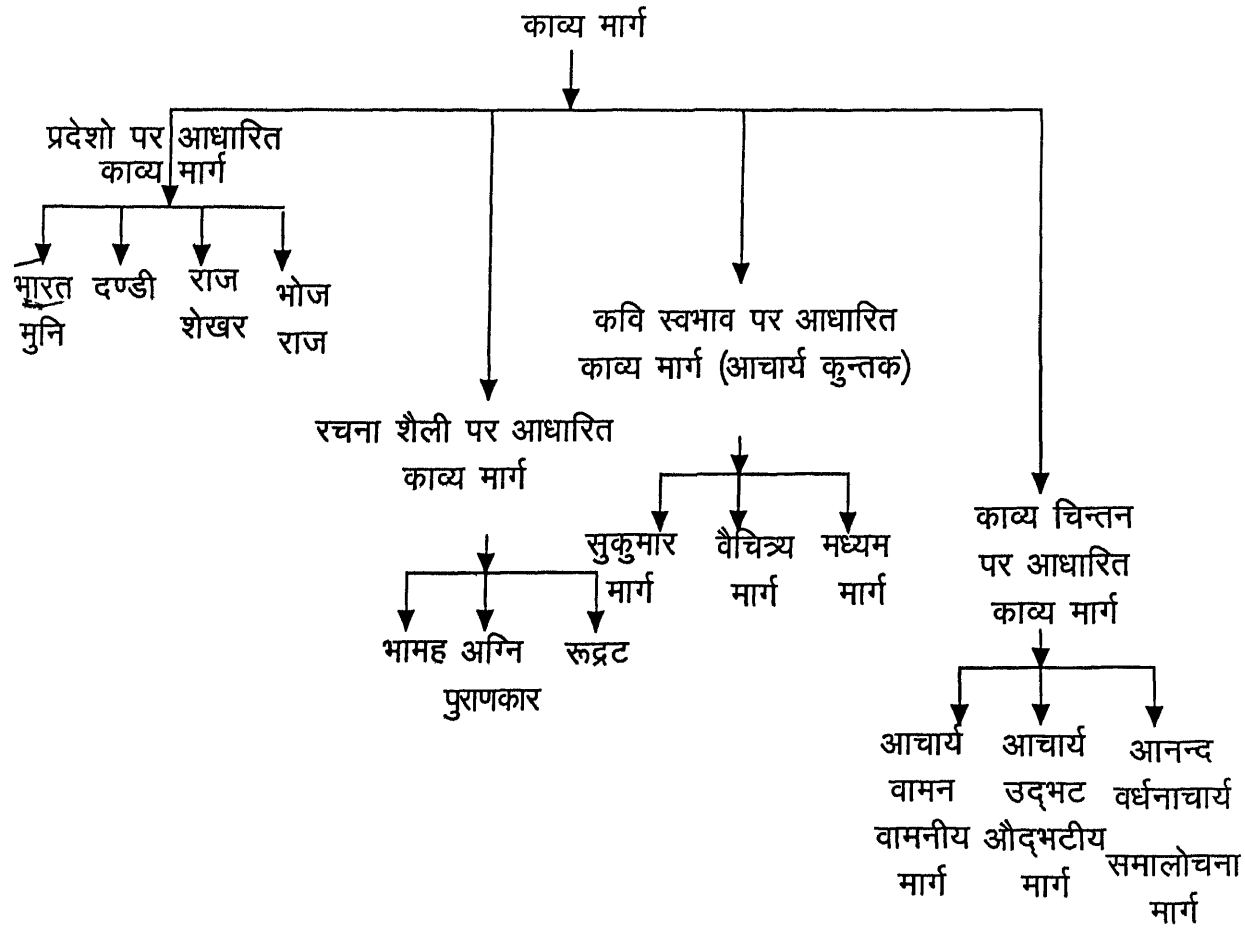 काव्य मार्ग
प्रदेशो पर आधारित
काव्य मार्ग
भारत
मुनि
दण्डी
राज
शेखर
भोज
राज
रचना शैली पर आधारित
काव्य मार्ग
भामह
अग्नि
पुराणकार
रूद्रट
कवि स्वभाव पर आधारित
काव्य मार्ग (आचार्य कुन्तक)
सुकुमार
मार्ग
वैचित्र्य
मार्ग
मध्यम
मार्ग
काव्य चिन्तन
पर आधारित
काव्य मार्ग
आचार्य
वामन
वामनीय
मार्ग
आचार्य
उद्‌भट
औद्‌भटीय
मार्ग
आनन्द
वर्धनाचार्य
समालोचना
मार्ग